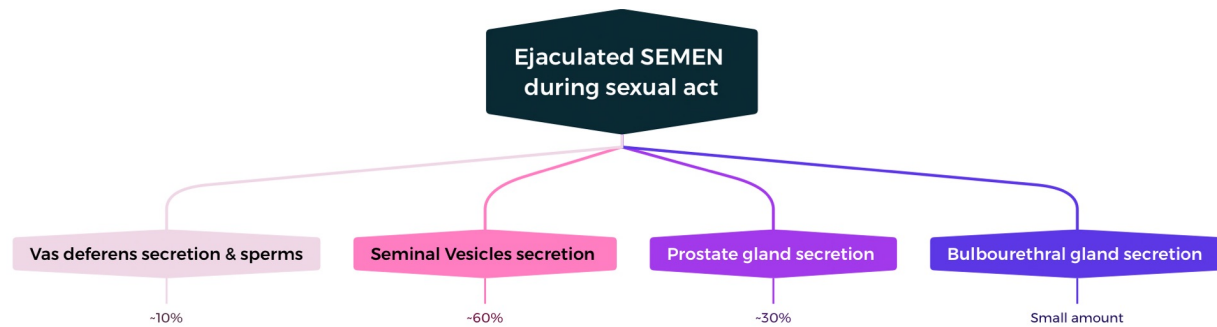 Ejaculated SEMEN
during sexual act
Vas deferens secretion & sperms
Seminal Vesicles secretion
Prostate gland secretion
Bulbourethral gland secretion
~10%
~60%
~30%
Small amount